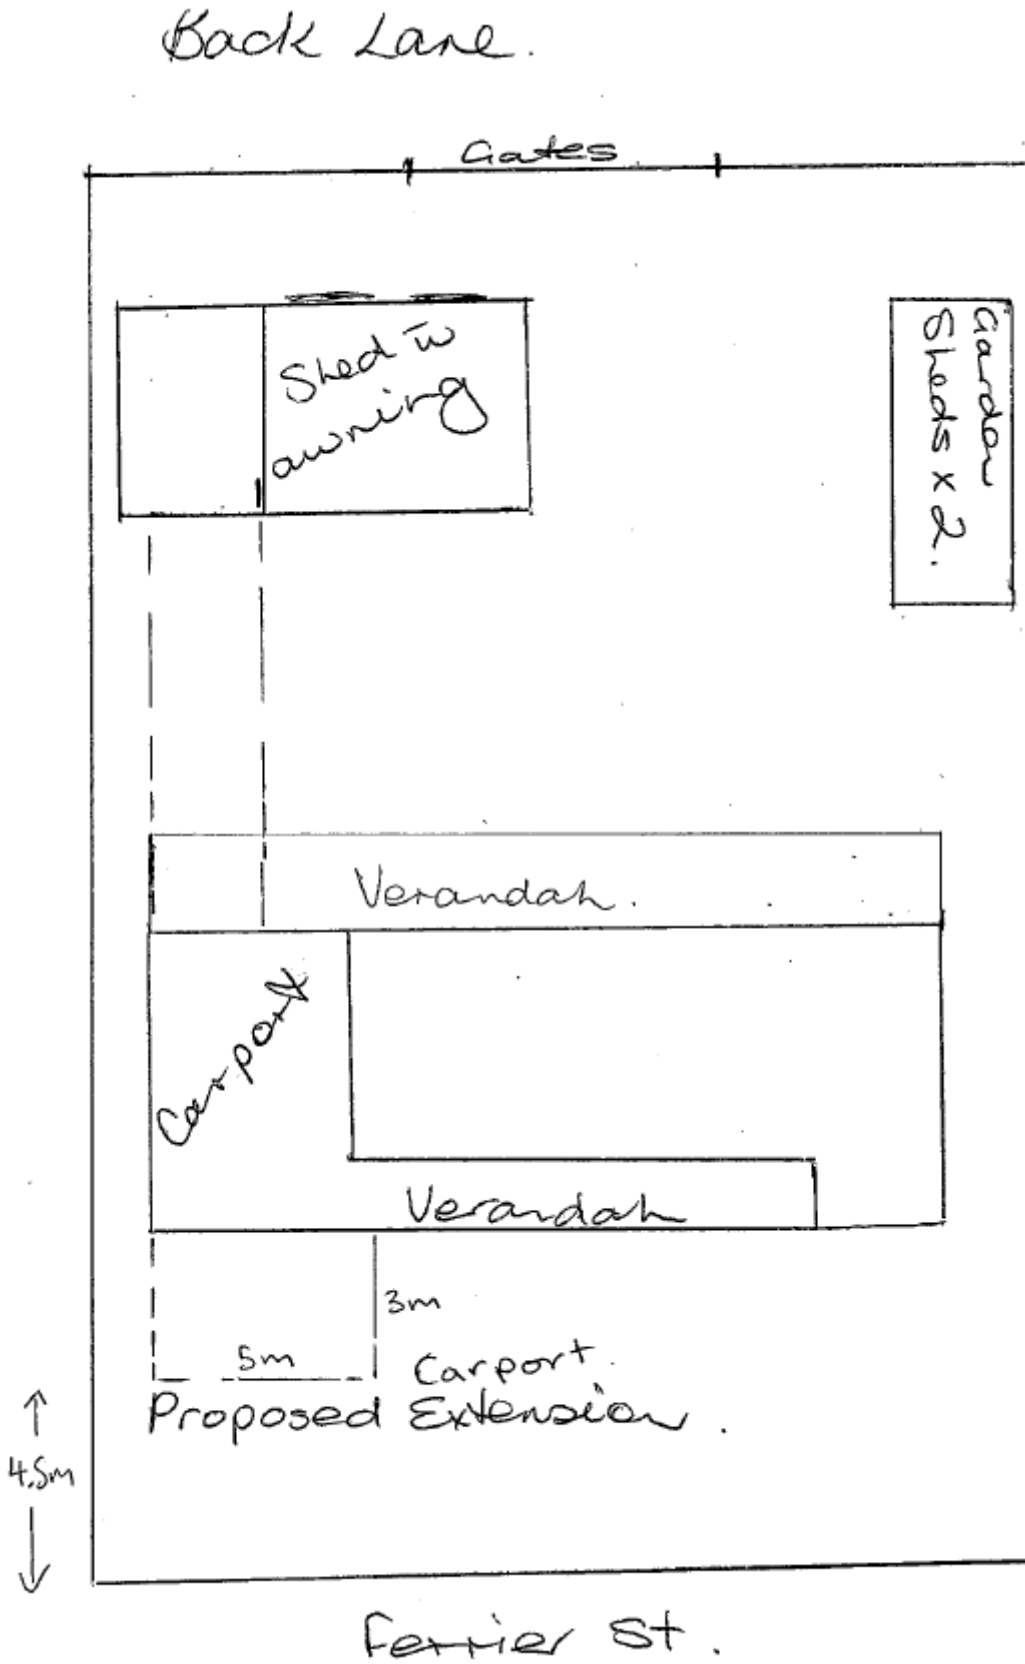 Back Lane.
Gates
Shed w
awning
Garden
Sheds x 2.
Verandah.
Carport
Verandah
3m
5m
Carport.
Proposed Extension.
4.5m
Ferrier St.